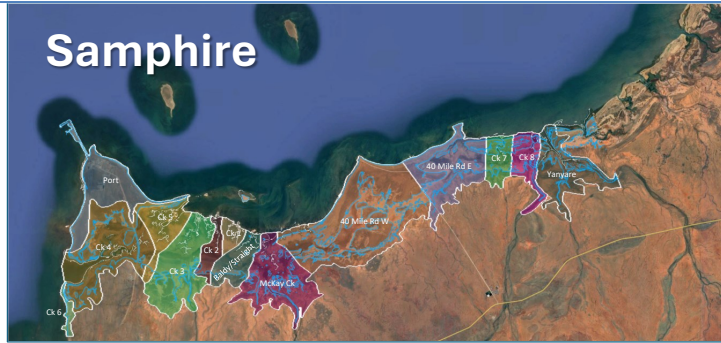 Samphire
Port
40 Mile Rd E
Ck 7
Ck 8
Yanyare
Ck 5
40 Mile Rd W
Ck 4
Ck 3
Ck 2
Baldy/Straight
McKay Ck
Ck 6